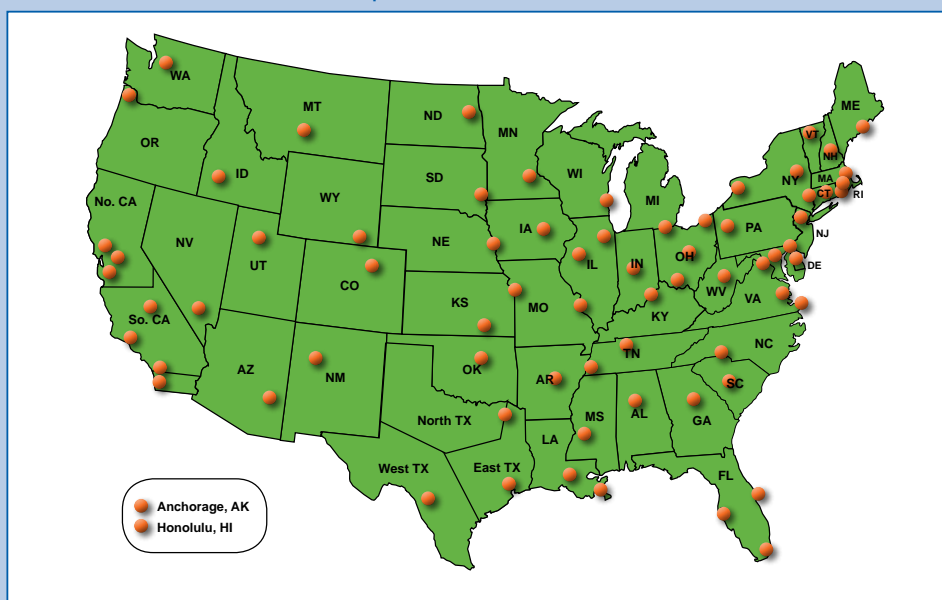 WA
MT
ND
MN
ME
VT
NH
OR
ID
WY
SD
WI
MI
NY
MA
CT
RI
No. CA
NV
UT
CO
NE
IA
IL
IN
OH
PA
NJ
DE
KS
MO
KY
WV
VA
So. CA
AZ
NM
OK
AR
TN
NC
SC
North TX
LA
MS
AL
GA
West TX
East TX
FL
Anchorage, AK
Honolulu, HI